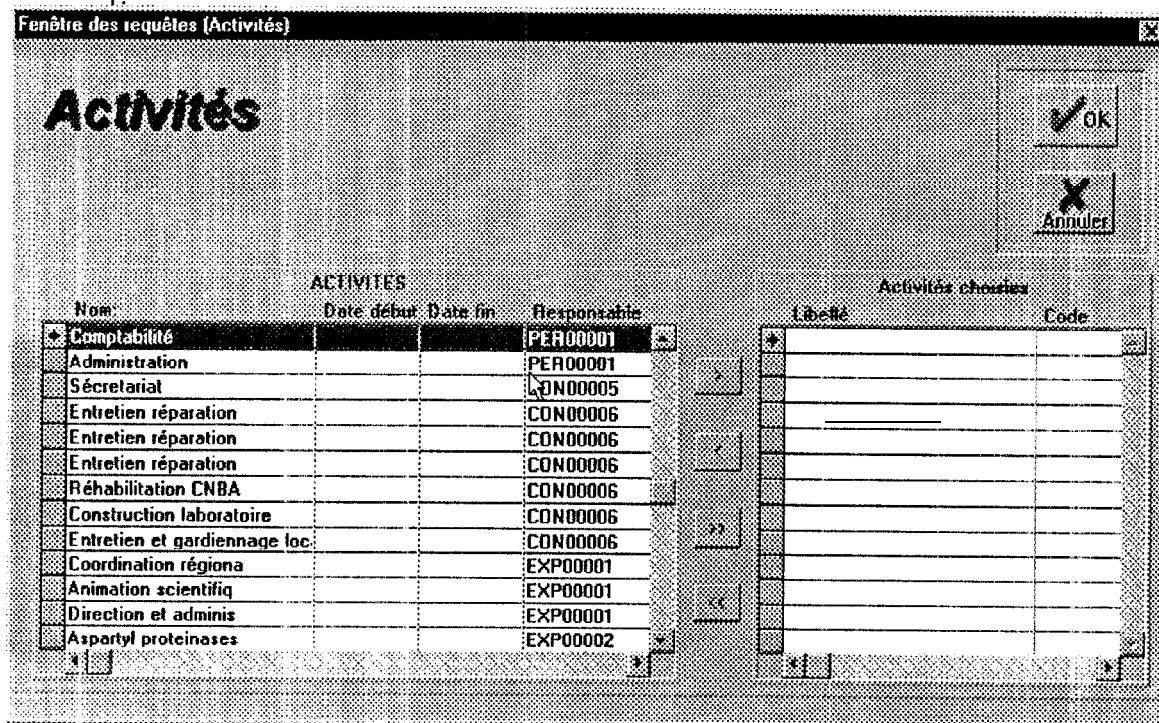 Fenêtre des requêtes (Activités)
Activités
OK
Annuler
ACTIVITES
Nom: Date début Date fin Responsable
Comptabilité PER00001
Administration PER00001
Sécretariat CON00005
Entretien réparation CON00006
Entretien réparation CON00006
Entretien réparation CON00006
Réhabilitation CNBA CON00006
Construction laboratoire CON00006
Entretien et gardiennage loc CON00006
Coordination régiona EXP00001
Animation scientifiq EXP00001
Direction et adminis EXP00001
Aspartyl proteinases EXP00002
>
<
>>
<<
Activités choisies
Libellé Code